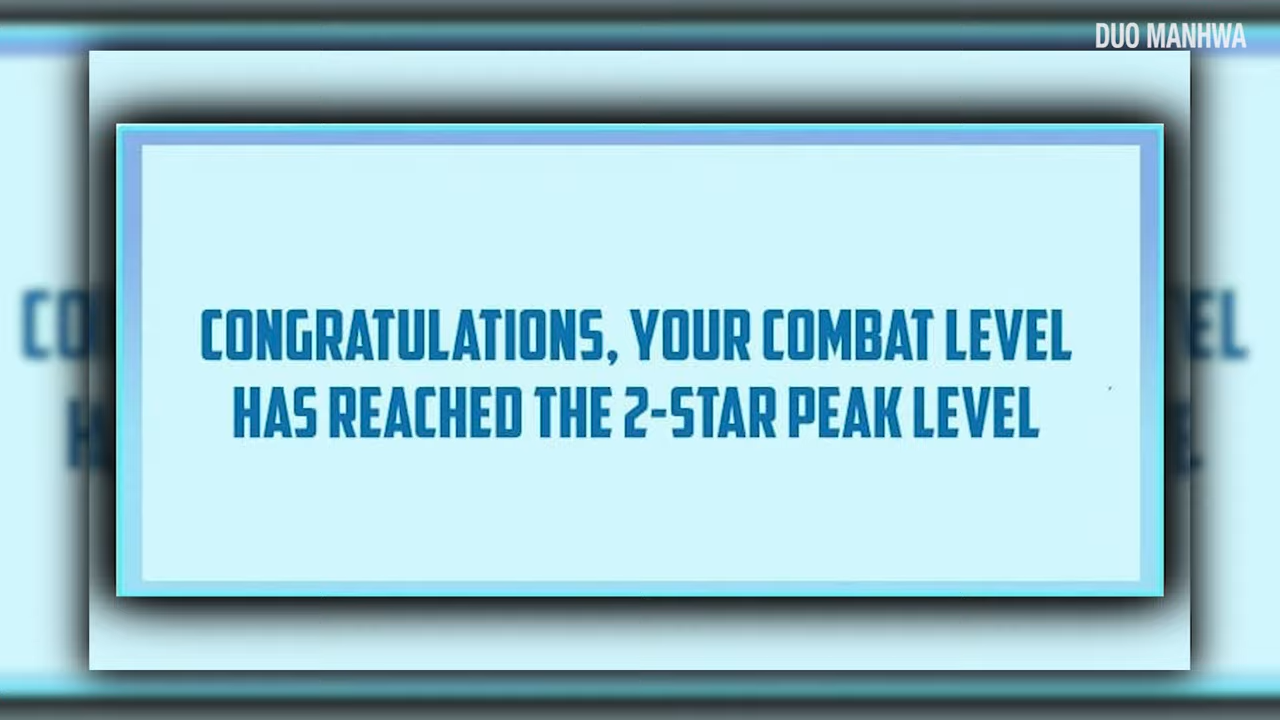 DUO MANHWA
CONGRATULATIONS, YOUR COMBAT LEVEL
HAS REACHED THE 2-STAR PEAK LEVEL